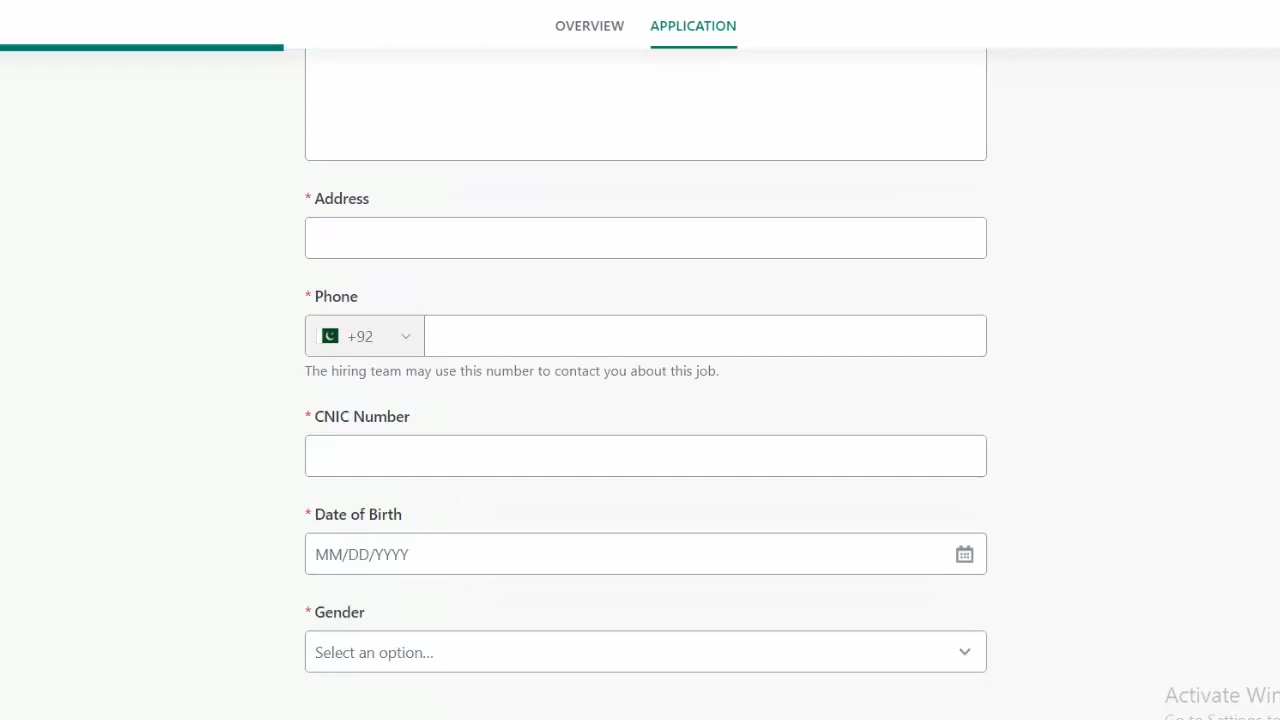 OVERVIEW APPLICATION
* Address
* Phone
+92
The hiring team may use this number to contact you about this job.
* CNIC Number
* Date of Birth
MM/DD/YYYY
* Gender
Select an option...
Activate Win